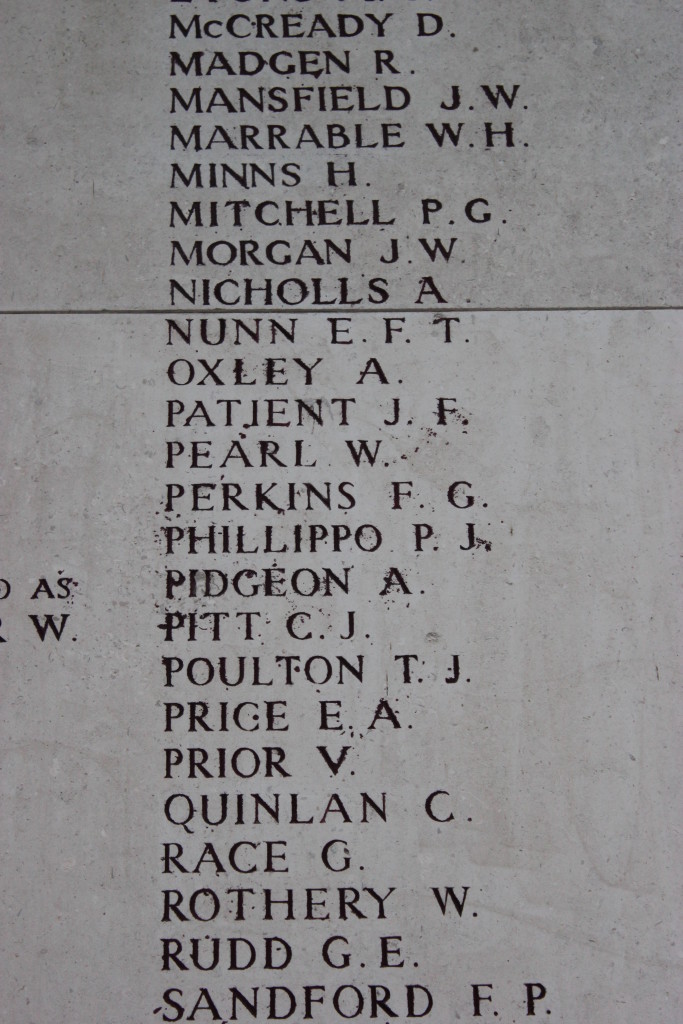 McCREADY D.
MADGEN R.
MANSFIELD J.W.
MARRABLE W.H.
MINNS H.
MITCHELL P.G.
MORGAN J.W.
NICHOLLS A.
NUNN E.F.T.
OXLEY A.
PATIENT J.F.
PEARL W.
PERKINS F.G.
PHILLIPPO P.J.
AS PIDGEON A.
W. PITT C.J.
POULTON T.J.
PRICE E.A.
PRIOR V.
QUINLAN C.
RACE G.
ROTHERY W.
RUDD G.E.
SANDFORD F.P.